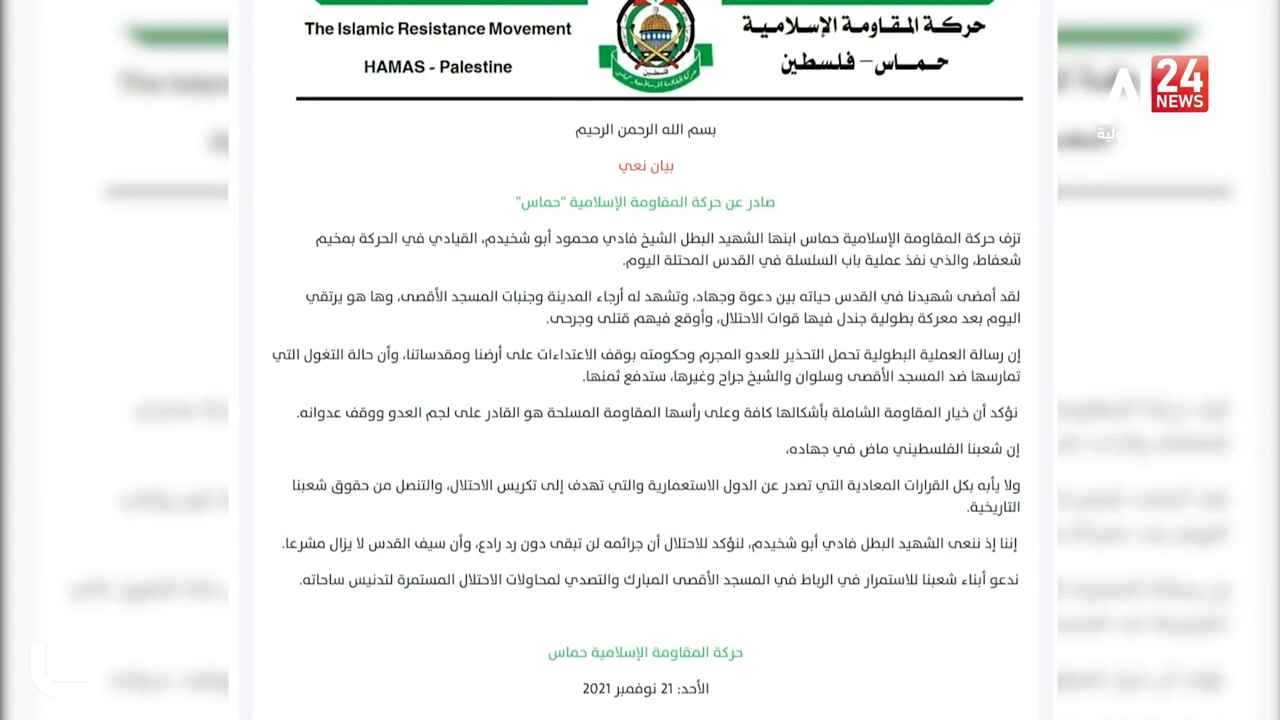 The Islamic Resistance Movement
HAMAS - Palestine
حركة المقاومة الإسلامية
حماس - فلسطين
فلسطين
24
NEWS
بسم الله الرحمن الرحيم
بيان نعي
صادر عن حركة المقاومة الإسلامية "حماس"
تزف حركة المقاومة الإسلامية حماس ابنها الشهيد البطل الشيخ فادي محمود أبو شخيدم، القيادي في الحركة بمخيم
شعفاط، والذي نفذ عملية باب السلسلة في القدس المحتلة اليوم.
لقد أمضى شهيدنا في القدس حياته بين دعوة وجهاد، وتشهد له أرجاء المدينة وجنبات المسجد الأقصى، وها هو يرتقي
اليوم بعد معركة بطولية جندل فيها قوات الاحتلال، وأوقع فيهم قتلى وجرحى.
إن رسالة العملية البطولية تحمل التحذير للعدو المجرم وحكومته بوقف الاعتداءات على أرضنا ومقدساتنا، وأن حالة التغول التي
تمارسها ضد المسجد الأقصى وسلوان والشيخ جراح وغيرها، ستدفع ثمنها.
نؤكد أن خيار المقاومة الشاملة بأشكالها كافة وعلى رأسها المقاومة المسلحة هو القادر على لجم العدو ووقف عدوانه.
إن شعبنا الفلسطيني ماض في جهاده،
ولا يأبه بكل القرارات المعادية التي تصدر عن الدول الاستعمارية والتي تهدف إلى تكريس الاحتلال، والتنصل من حقوق شعبنا
التاريخية.
إننا إذ ننعى الشهيد البطل فادي أبو شخيدم، لنؤكد للاحتلال أن جرائمه لن تبقى دون رد رادع، وأن سيف القدس لا يزال مشرعا.
ندعو أبناء شعبنا للاستمرار في الرباط في المسجد الأقصى المبارك والتصدي لمحاولات الاحتلال المستمرة لتدنيس ساحاته.
حركة المقاومة الإسلامية حماس
الأحد: 21 نوفمبر 2021